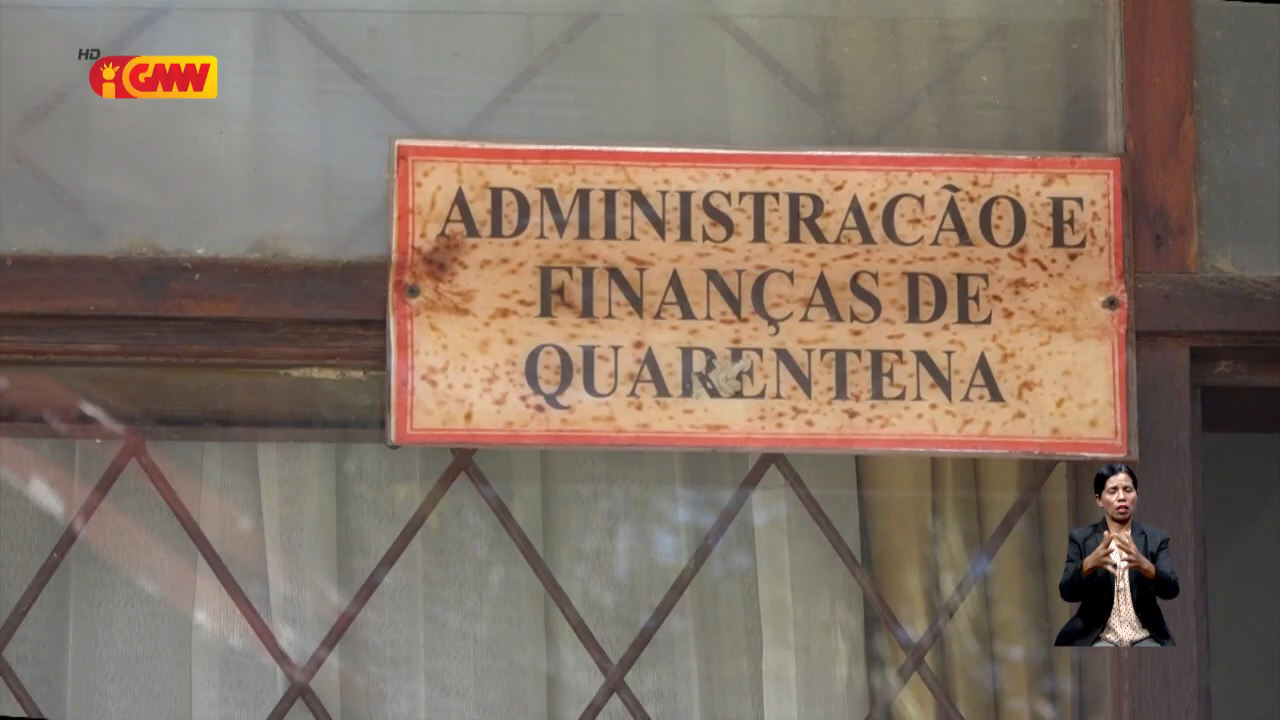 HD
GMN
ADMINISTRACÃO E
FINANÇAS DE
QUARENTENA